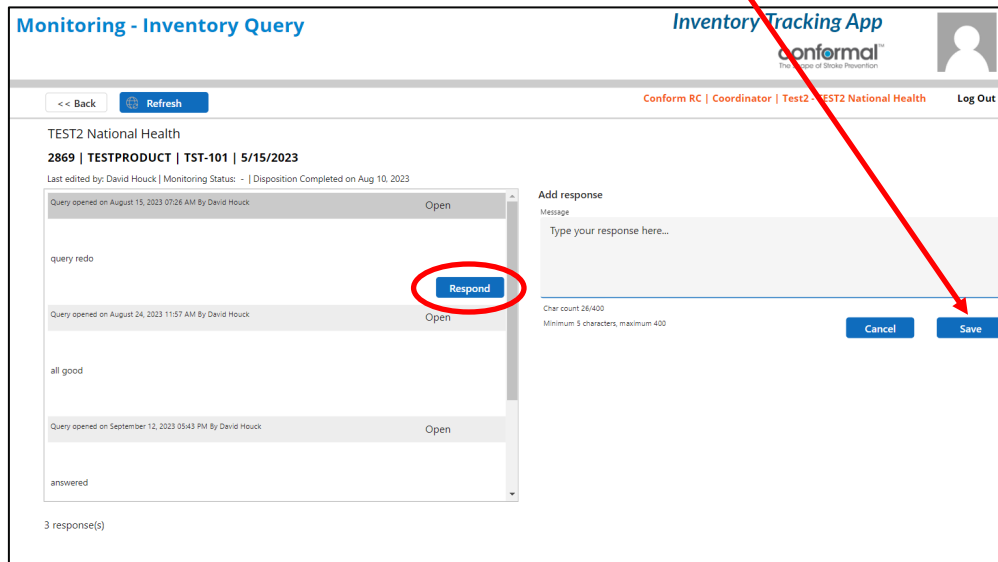 Monitoring - Inventory Query
Inventory Tracking App
conformal™
The Shape of Stroke Prevention
<< Back
Refresh
Conform RC | Coordinator | Test2 - TEST2 National Health
Log Out
TEST2 National Health
2869 | TESTPRODUCT | TST-101 | 5/15/2023
Last edited by: David Houck | Monitoring Status: - | Disposition Completed on Aug 10, 2023
Query opened on August 15, 2023 07:26 AM By David Houck
Open
query redo
Respond
Query opened on August 24, 2023 11:57 AM By David Houck
Open
all good
Query opened on September 12, 2023 05:43 PM By David Houck
Open
answered
3 response(s)
Add response
Message
Type your response here...
Char count 26/400
Minimum 5 characters, maximum 400
Cancel
Save